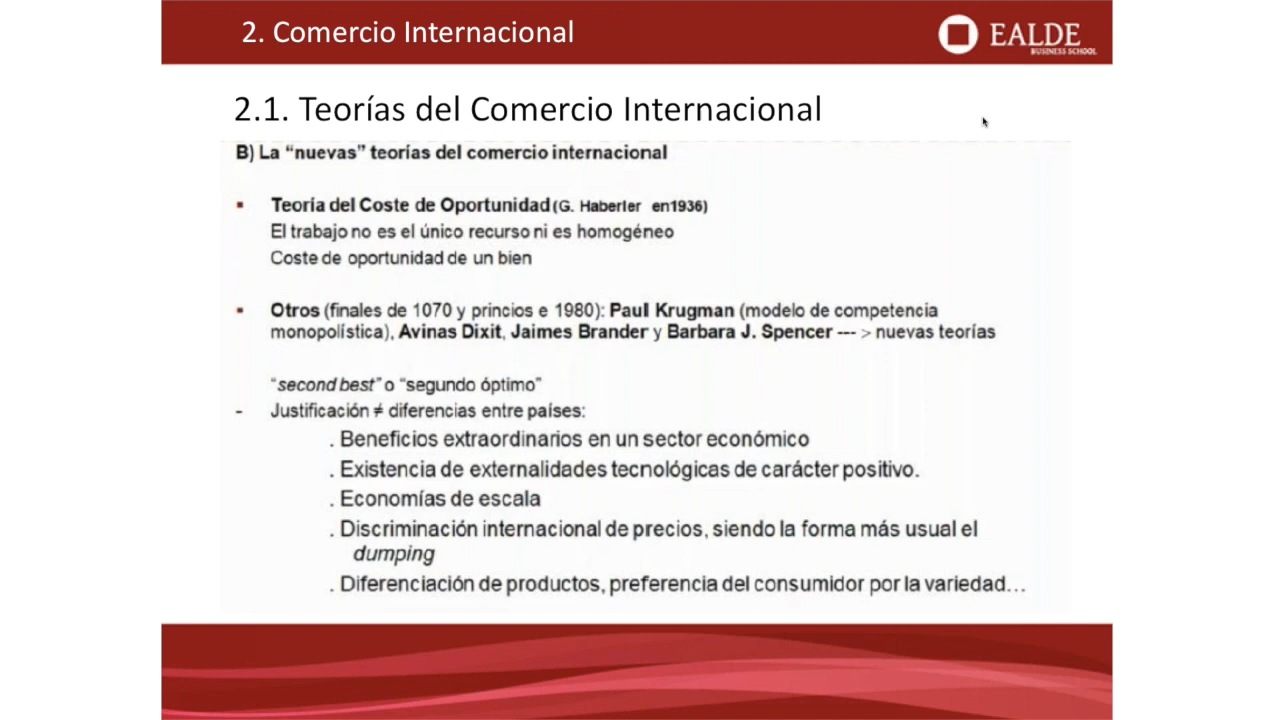 2. Comercio Internacional
EALDE
BUSINESS SCHOOL
2.1. Teorías del Comercio Internacional
B) La “nuevas” teorías del comercio internacional
▪ Teoría del Coste de Oportunidad (G. Haberler en1936)
El trabajo no es el único recurso ni es homogéneo
Coste de oportunidad de un bien
▪ Otros (finales de 1070 y princios e 1980): Paul Krugman (modelo de competencia
monopolística), Avinas Dixit, Jaimes Brander y Barbara J. Spencer --- > nuevas teorías
“second best” o “segundo óptimo”
- Justificación ≠ diferencias entre países:
. Beneficios extraordinarios en un sector económico
. Existencia de externalidades tecnológicas de carácter positivo.
. Economías de escala
. Discriminación internacional de precios, siendo la forma más usual el
dumping
. Diferenciación de productos, preferencia del consumidor por la variedad…